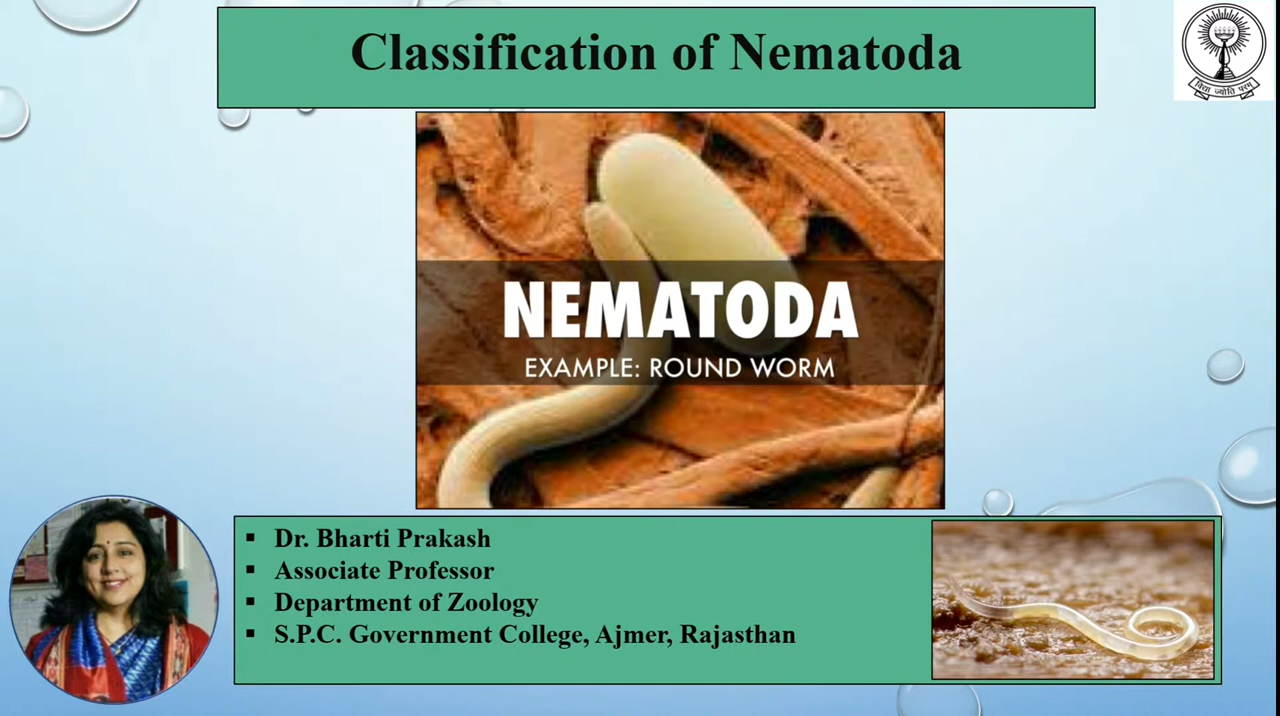 Classification of Nematoda
विद्या ज्योति परम
NEMATODA
EXAMPLE: ROUND WORM
▪ Dr. Bharti Prakash
▪ Associate Professor
▪ Department of Zoology
▪ S.P.C. Government College, Ajmer, Rajasthan